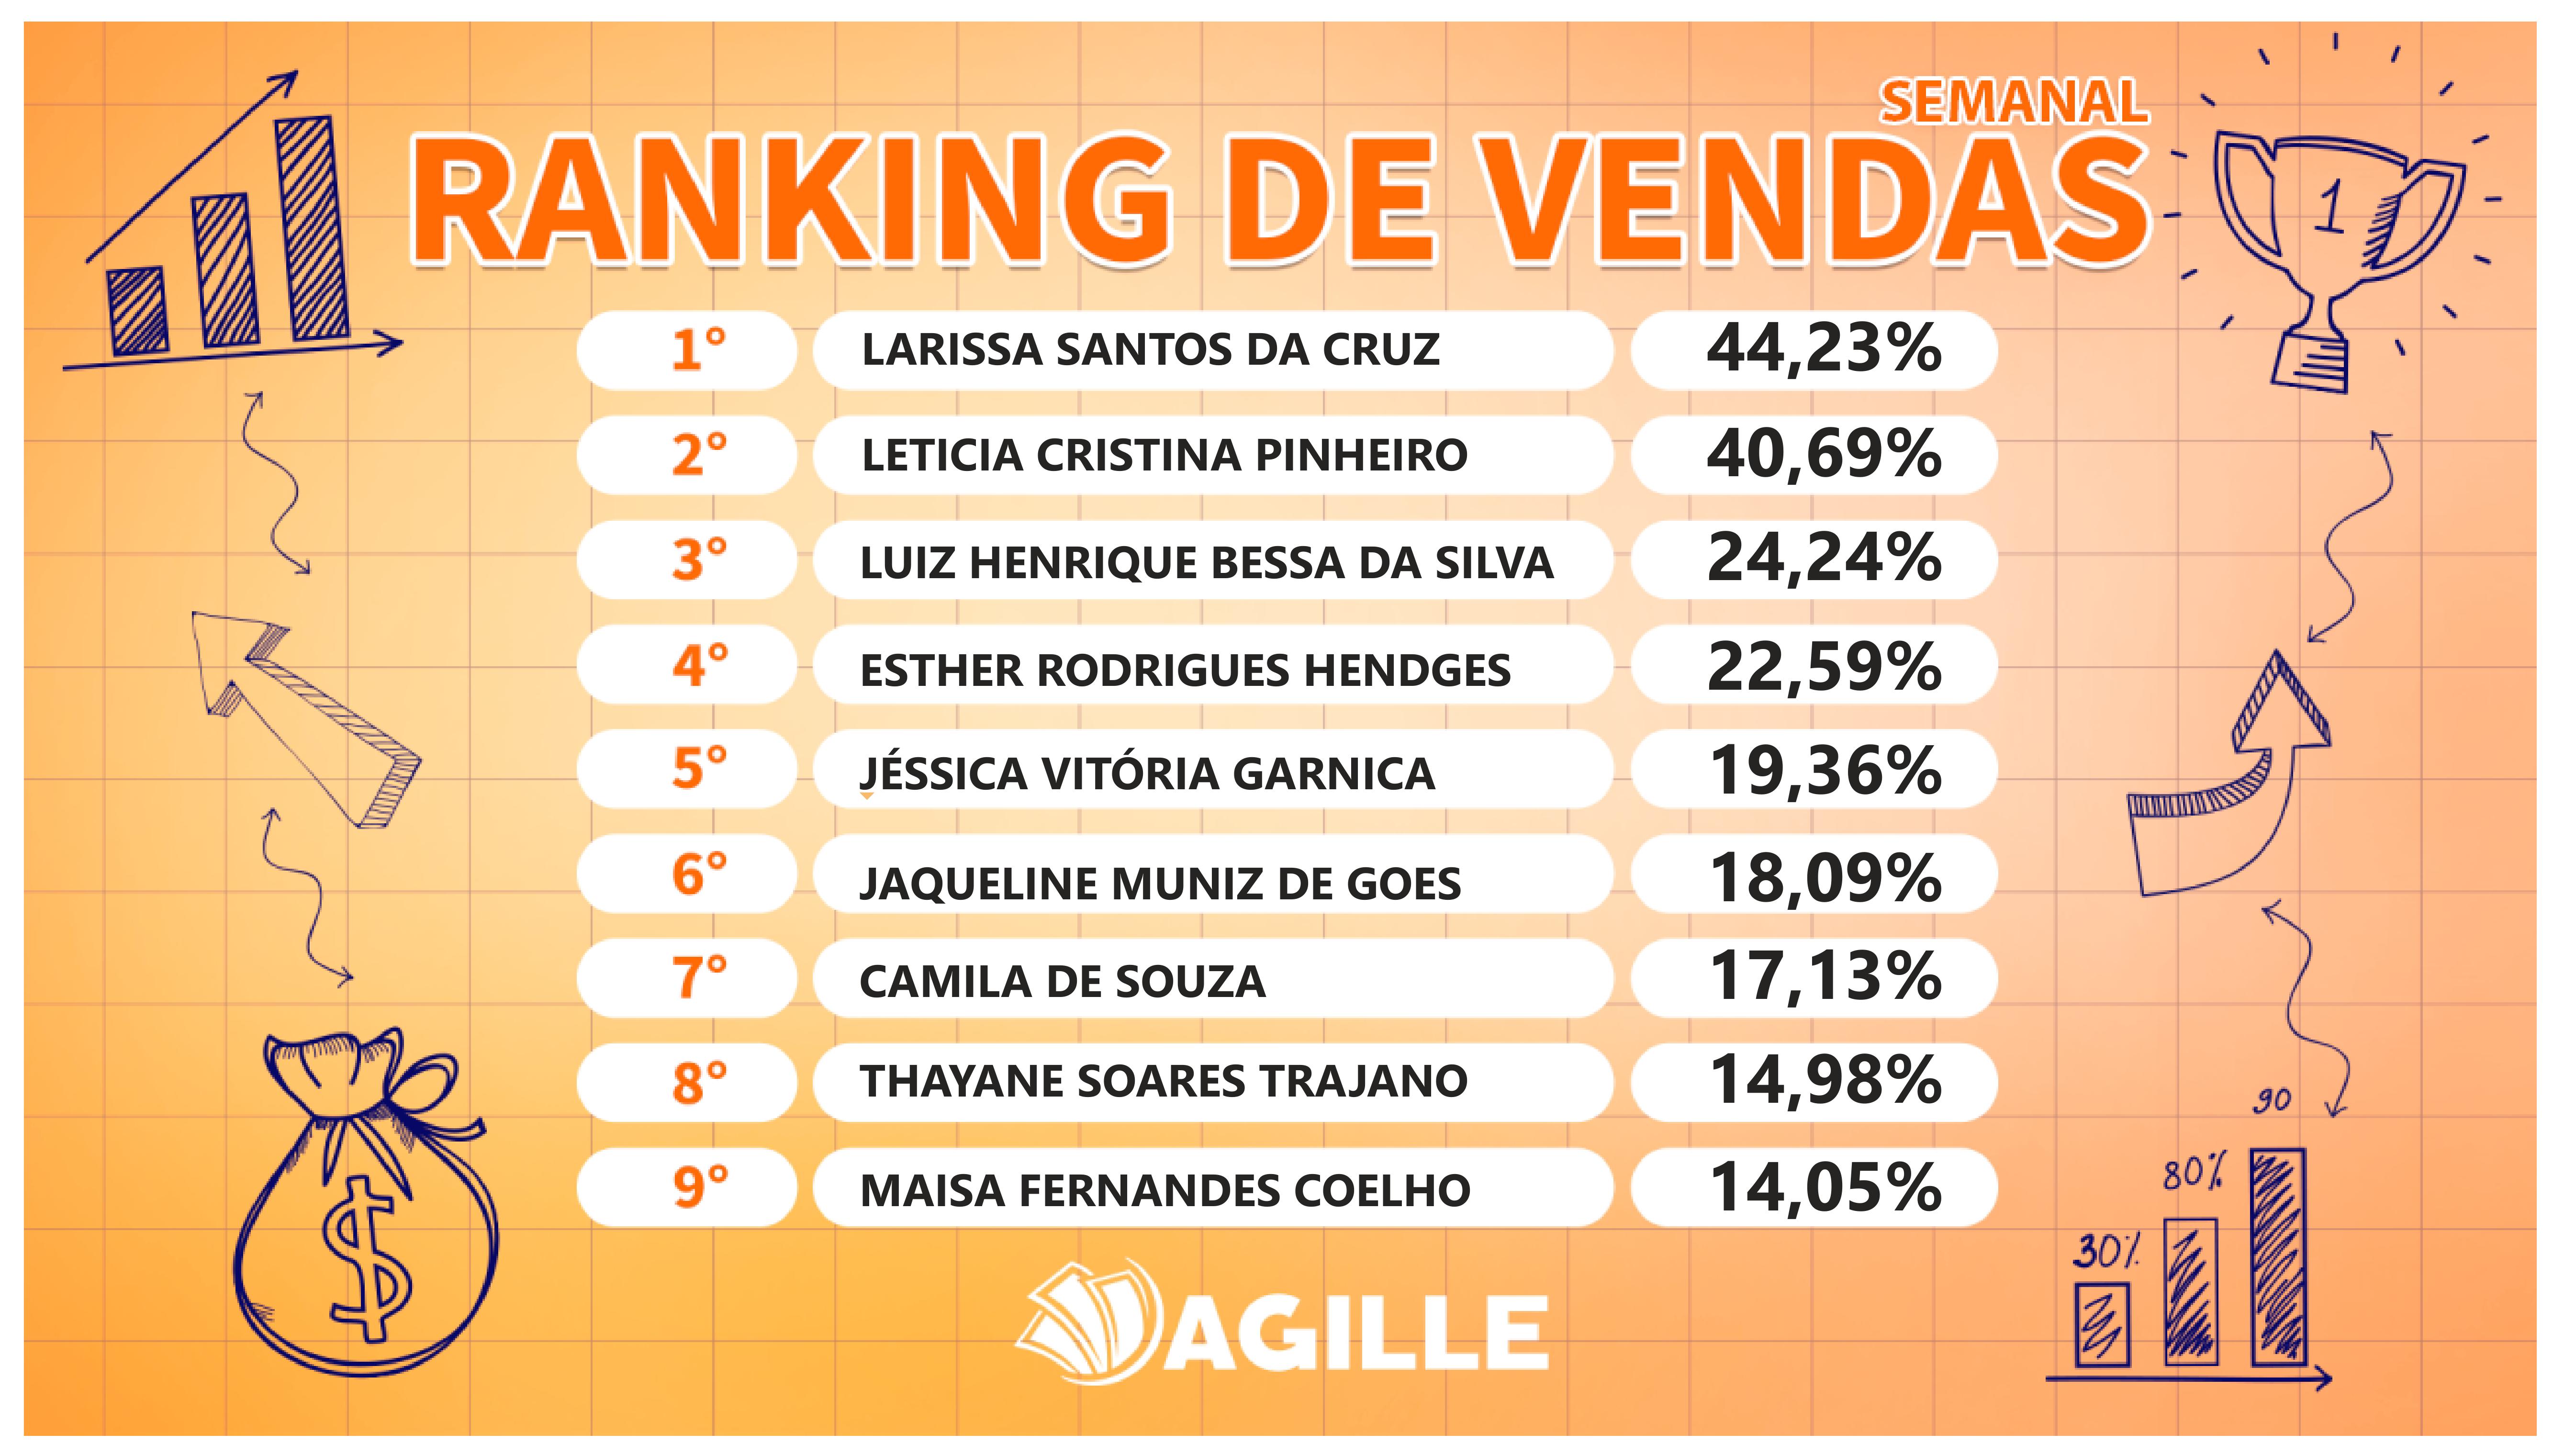 SEMANAL
RANKING DE VENDAS
1° LARISSA SANTOS DA CRUZ 44,23%
2° LETICIA CRISTINA PINHEIRO 40,69%
3° LUIZ HENRIQUE BESSA DA SILVA 24,24%
4° ESTHER RODRIGUES HENDGES 22,59%
5° JÉSSICA VITÓRIA GARNICA 19,36%
6° JAQUELINE MUNIZ DE GOES 18,09%
7° CAMILA DE SOUZA 17,13%
8° THAYANE SOARES TRAJANO 14,98%
9° MAISA FERNANDES COELHO 14,05%
AGILLE
1
$
30%
80%
90